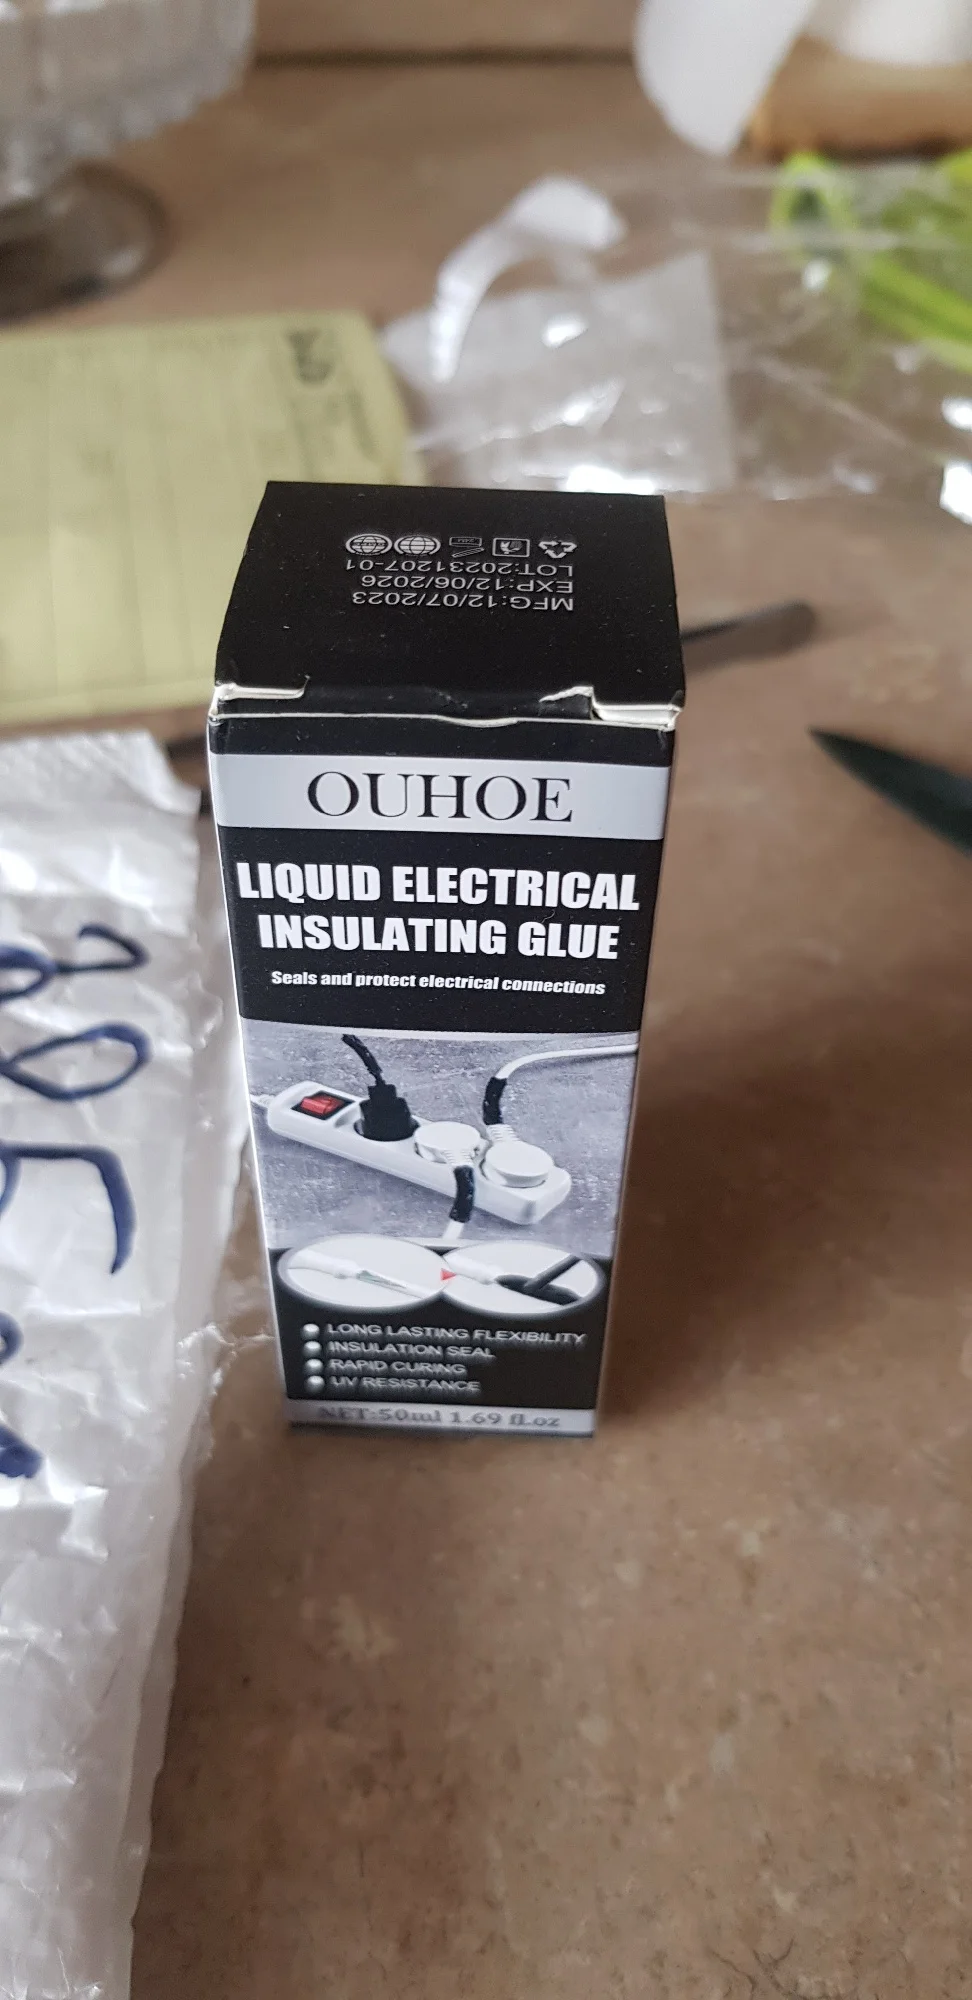 MFG:12/07/2023
EXP:12/06/2026
LOT:20231207-01
OUHOE
LIQUID ELECTRICAL
INSULATING GLUE
Seals and protect electrical connections
LONG LASTING FLEXIBILITY
INSULATION SEAL
RAPID CURING
UV RESISTANCE
NET:50ml 1.69 fl.oz